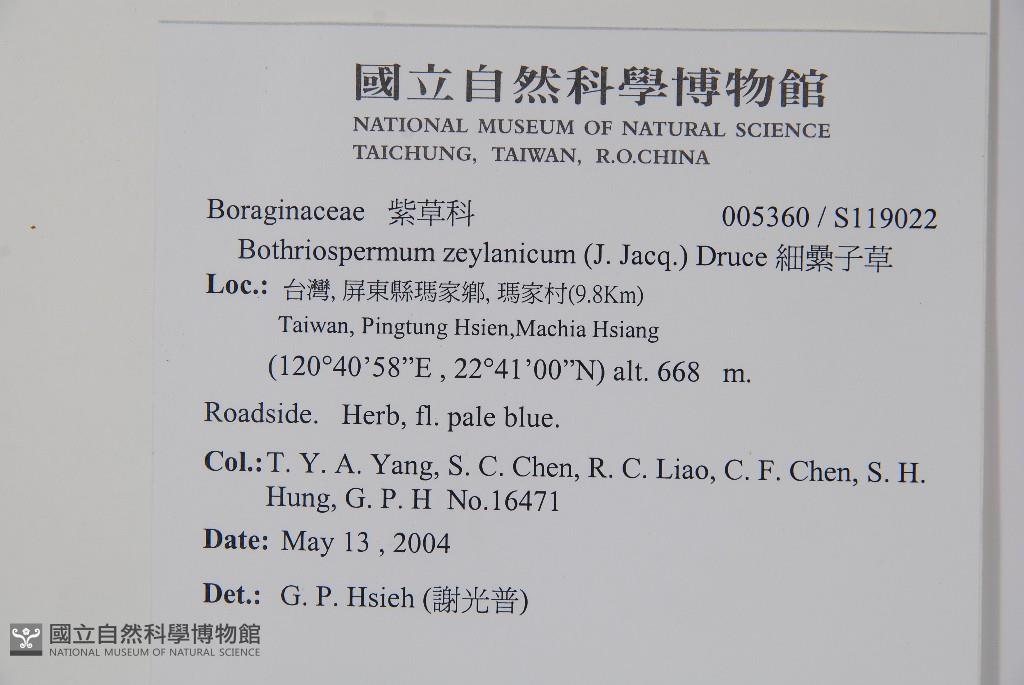 國立自然科學博物館
NATIONAL MUSEUM OF NATURAL SCIENCE
TAICHUNG, TAIWAN, R.O.CHINA
Boraginaceae 紫草科 005360 / S119022
Bothriospermum zeylanicum (J. Jacq.) Druce 細纍子草
Loc.: 台灣, 屏東縣瑪家鄉, 瑪家村(9.8Km)
Taiwan, Pingtung Hsien,Machia Hsiang
(120°40’58”E , 22°41’00”N) alt. 668 m.
Roadside. Herb, fl. pale blue.
Col.:T. Y. A. Yang, S. C. Chen, R. C. Liao, C. F. Chen, S. H.
Hung, G. P. H No.16471
Date: May 13 , 2004
Det.: G. P. Hsieh (謝光普)
國立自然科學博物館
NATIONAL MUSEUM OF NATURAL SCIENCE